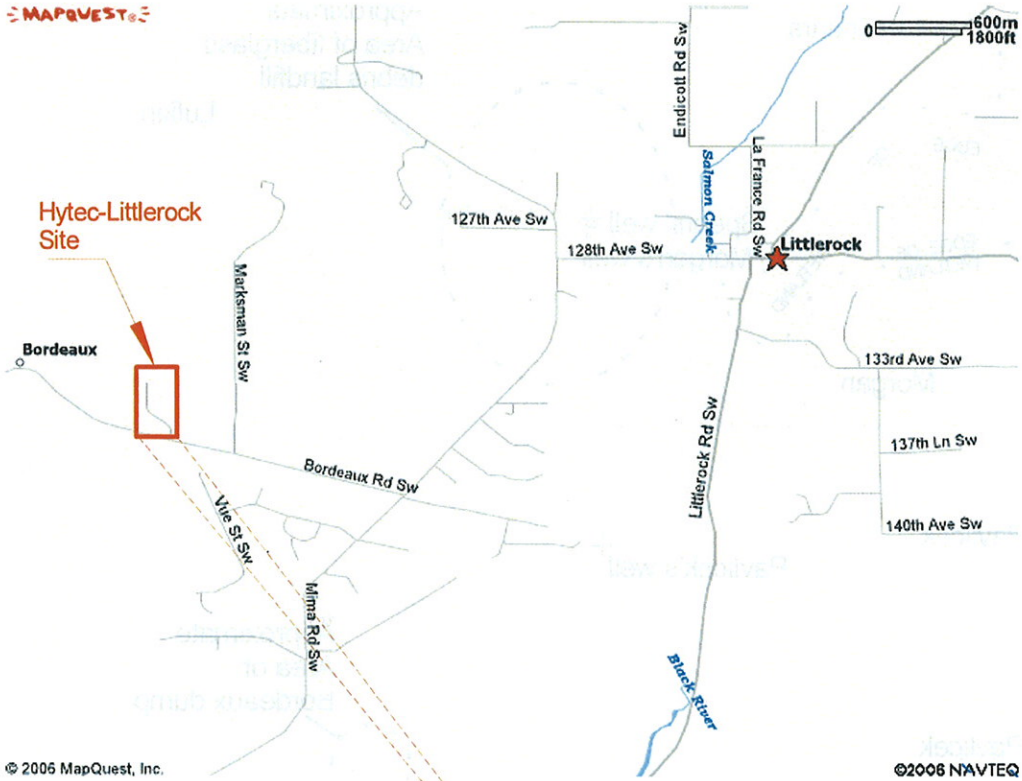 MAPQUEST®
600m
0
1800ft
Endicott Rd Sw
La France Rd Sw
Salmon Creek
Hytec-Littlerock
Site
127th Ave Sw
128th Ave Sw
Littlerock
Marksman St Sw
Bordeaux
133rd Ave Sw
Littlerock Rd Sw
137th Ln Sw
Bordeaux Rd Sw
Vue St Sw
140th Ave Sw
Mima Rd Sw
Black River
© 2006 MapQuest, Inc.
©2006 NAVTEQ